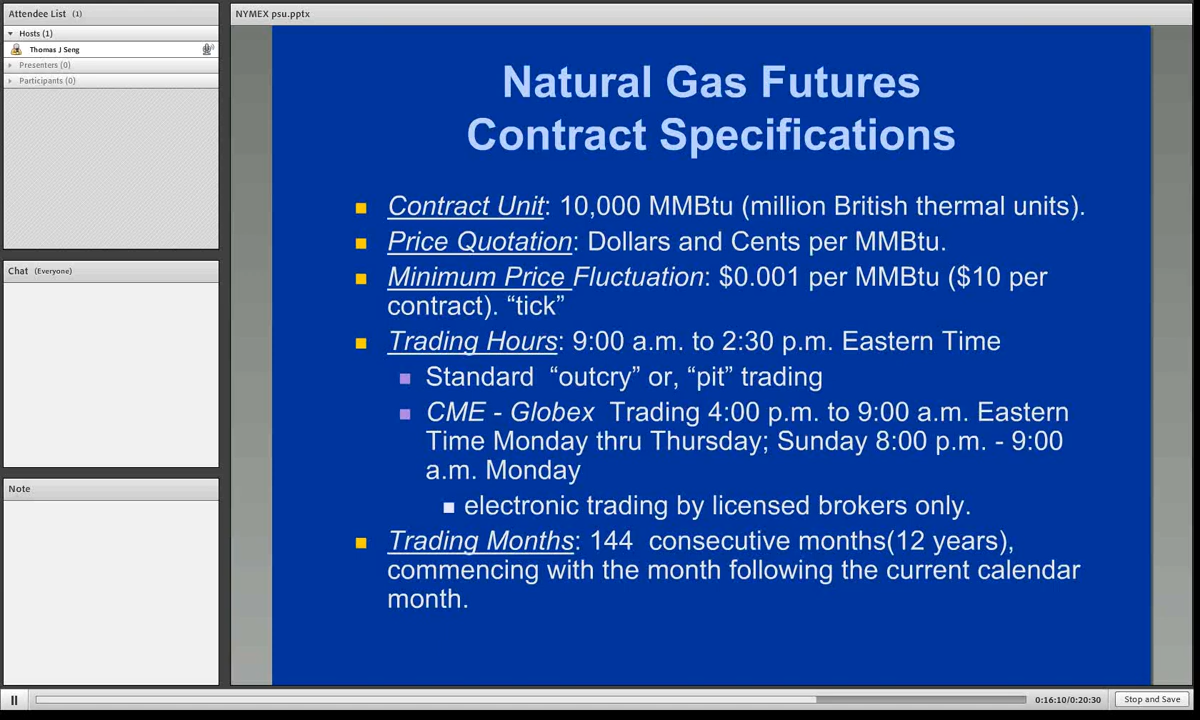 Attendee List (1)
Hosts (1)
Thomas J Seng
Presenters (0)
Participants (0)
Chat (Everyone)
Note
NYMEX psu.pptx
Natural Gas Futures
Contract Specifications
Contract Unit: 10,000 MMBtu (million British thermal units).
Price Quotation: Dollars and Cents per MMBtu.
Minimum Price Fluctuation: $0.001 per MMBtu ($10 per
contract). “tick”
Trading Hours: 9:00 a.m. to 2:30 p.m. Eastern Time
Standard “outcry” or, “pit” trading
CME - Globex Trading 4:00 p.m. to 9:00 a.m. Eastern
Time Monday thru Thursday; Sunday 8:00 p.m. - 9:00
a.m. Monday
electronic trading by licensed brokers only.
Trading Months: 144 consecutive months(12 years),
commencing with the month following the current calendar
month.
0:16:10/0:20:30
Stop and Save